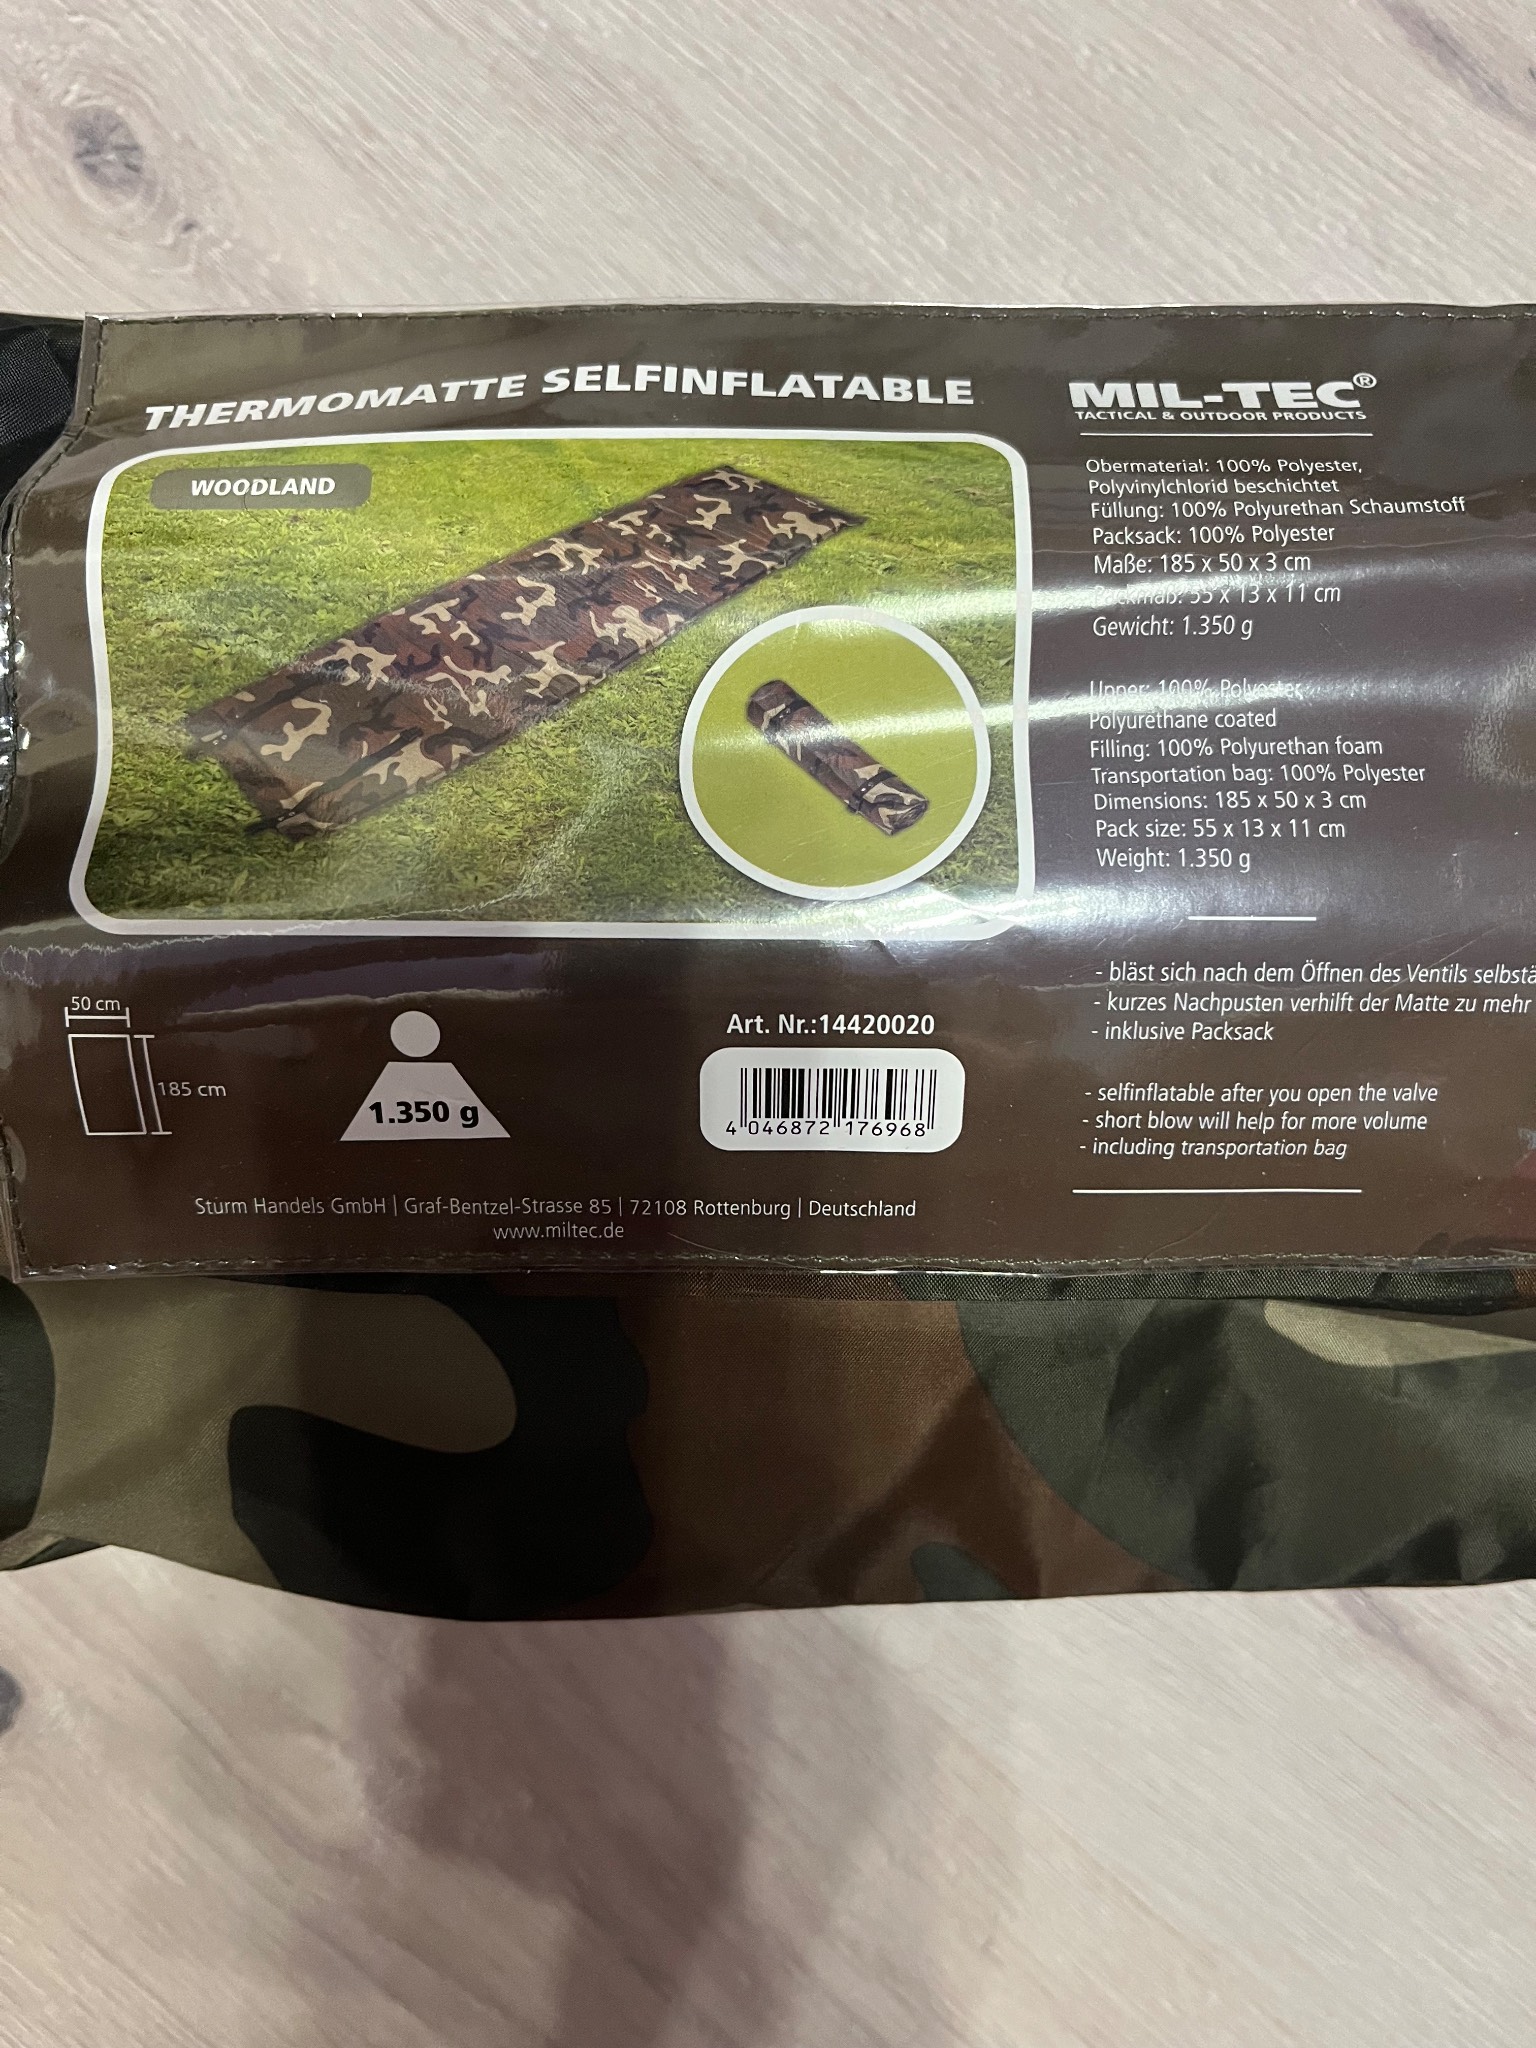 THERMOMATTE SELFINFLATABLE
WOODLAND
MIL-TEC®
TACTICAL & OUTDOOR PRODUCTS
Obermaterial: 100% Polyester,
Polyvinylchlorid beschichtet
Füllung: 100% Polyurethan Schaumstoff
Packsack: 100% Polyester
Maße: 185 x 50 x 3 cm
Packmaß: 55 x 13 x 11 cm
Gewicht: 1.350 g
Upper: 100% Polyester,
Polyurethane coated
Filling: 100% Polyurethan foam
Transportation bag: 100% Polyester
Dimensions: 185 x 50 x 3 cm
Pack size: 55 x 13 x 11 cm
Weight: 1.350 g
- bläst sich nach dem Öffnen des Ventils selbstä
- kurzes Nachpusten verhilft der Matte zu mehr
- inklusive Packsack
- selfinflatable after you open the valve
- short blow will help for more volume
- including transportation bag
50 cm
185 cm
1.350 g
Art. Nr.:14420020
4 046872 176968
Sturm Handels GmbH | Graf-Bentzel-Strasse 85 | 72108 Rottenburg | Deutschland
www.miltec.de